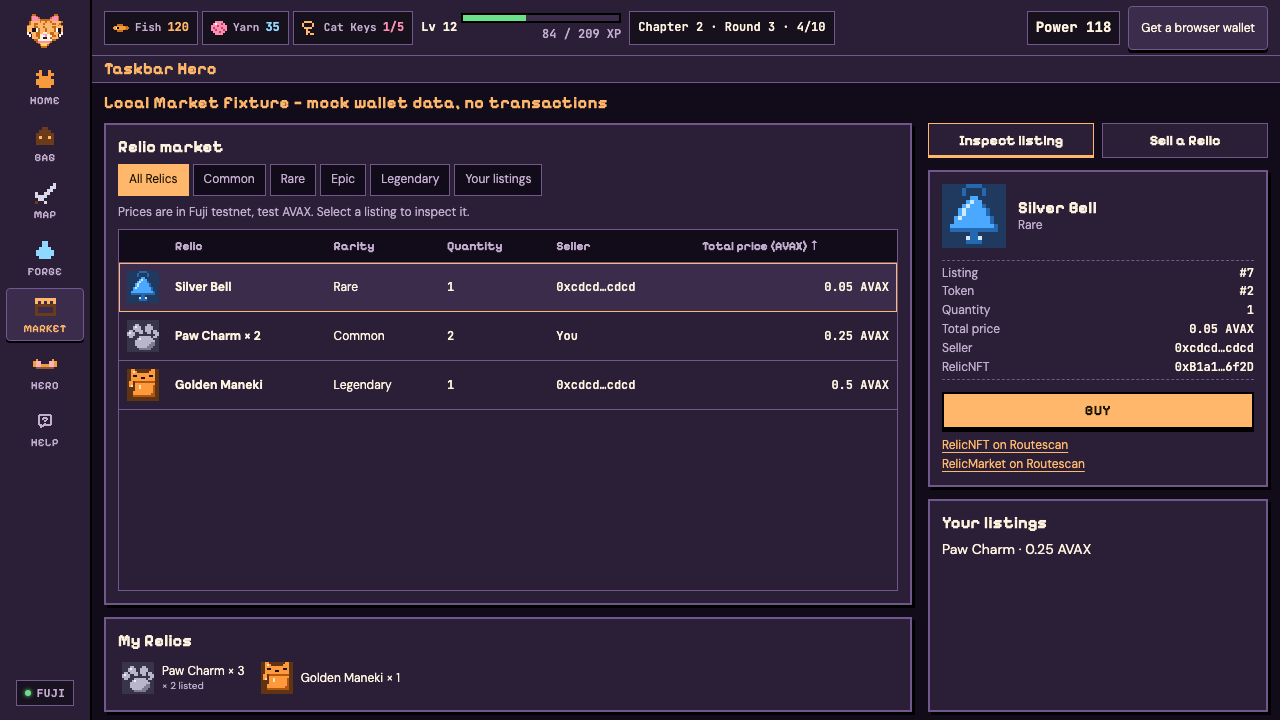 Fish 120
Yarn 35
Cat Keys 1/5
Lv 12
84 / 209 XP
Chapter 2 · Round 3 · 4/10
Power 118
Get a browser wallet
HOME
BAG
MAP
FORGE
MARKET
HERO
HELP
FUJI
Taskbar Hero
Local Market Fixture - mock wallet data, no transactions
Relic market
All Relics
Common
Rare
Epic
Legendary
Your listings
Prices are in Fuji testnet, test AVAX. Select a listing to inspect it.
Relic Rarity Quantity Seller Total price (AVAX) ↑
Silver Bell Rare 1 0xcdcd…cdcd 0.05 AVAX
Paw Charm × 2 Common 2 You 0.25 AVAX
Golden Maneki Legendary 1 0xcdcd…cdcd 0.5 AVAX
My Relics
Paw Charm × 3
× 2 listed
Golden Maneki × 1
Inspect listing
Sell a Relic
Silver Bell
Rare
Listing #7
Token #2
Quantity 1
Total price 0.05 AVAX
Seller 0xcdcd…cdcd
RelicNFT 0xB1a1…6f2D
BUY
RelicNFT on Routescan
RelicMarket on Routescan
Your listings
Paw Charm · 0.25 AVAX